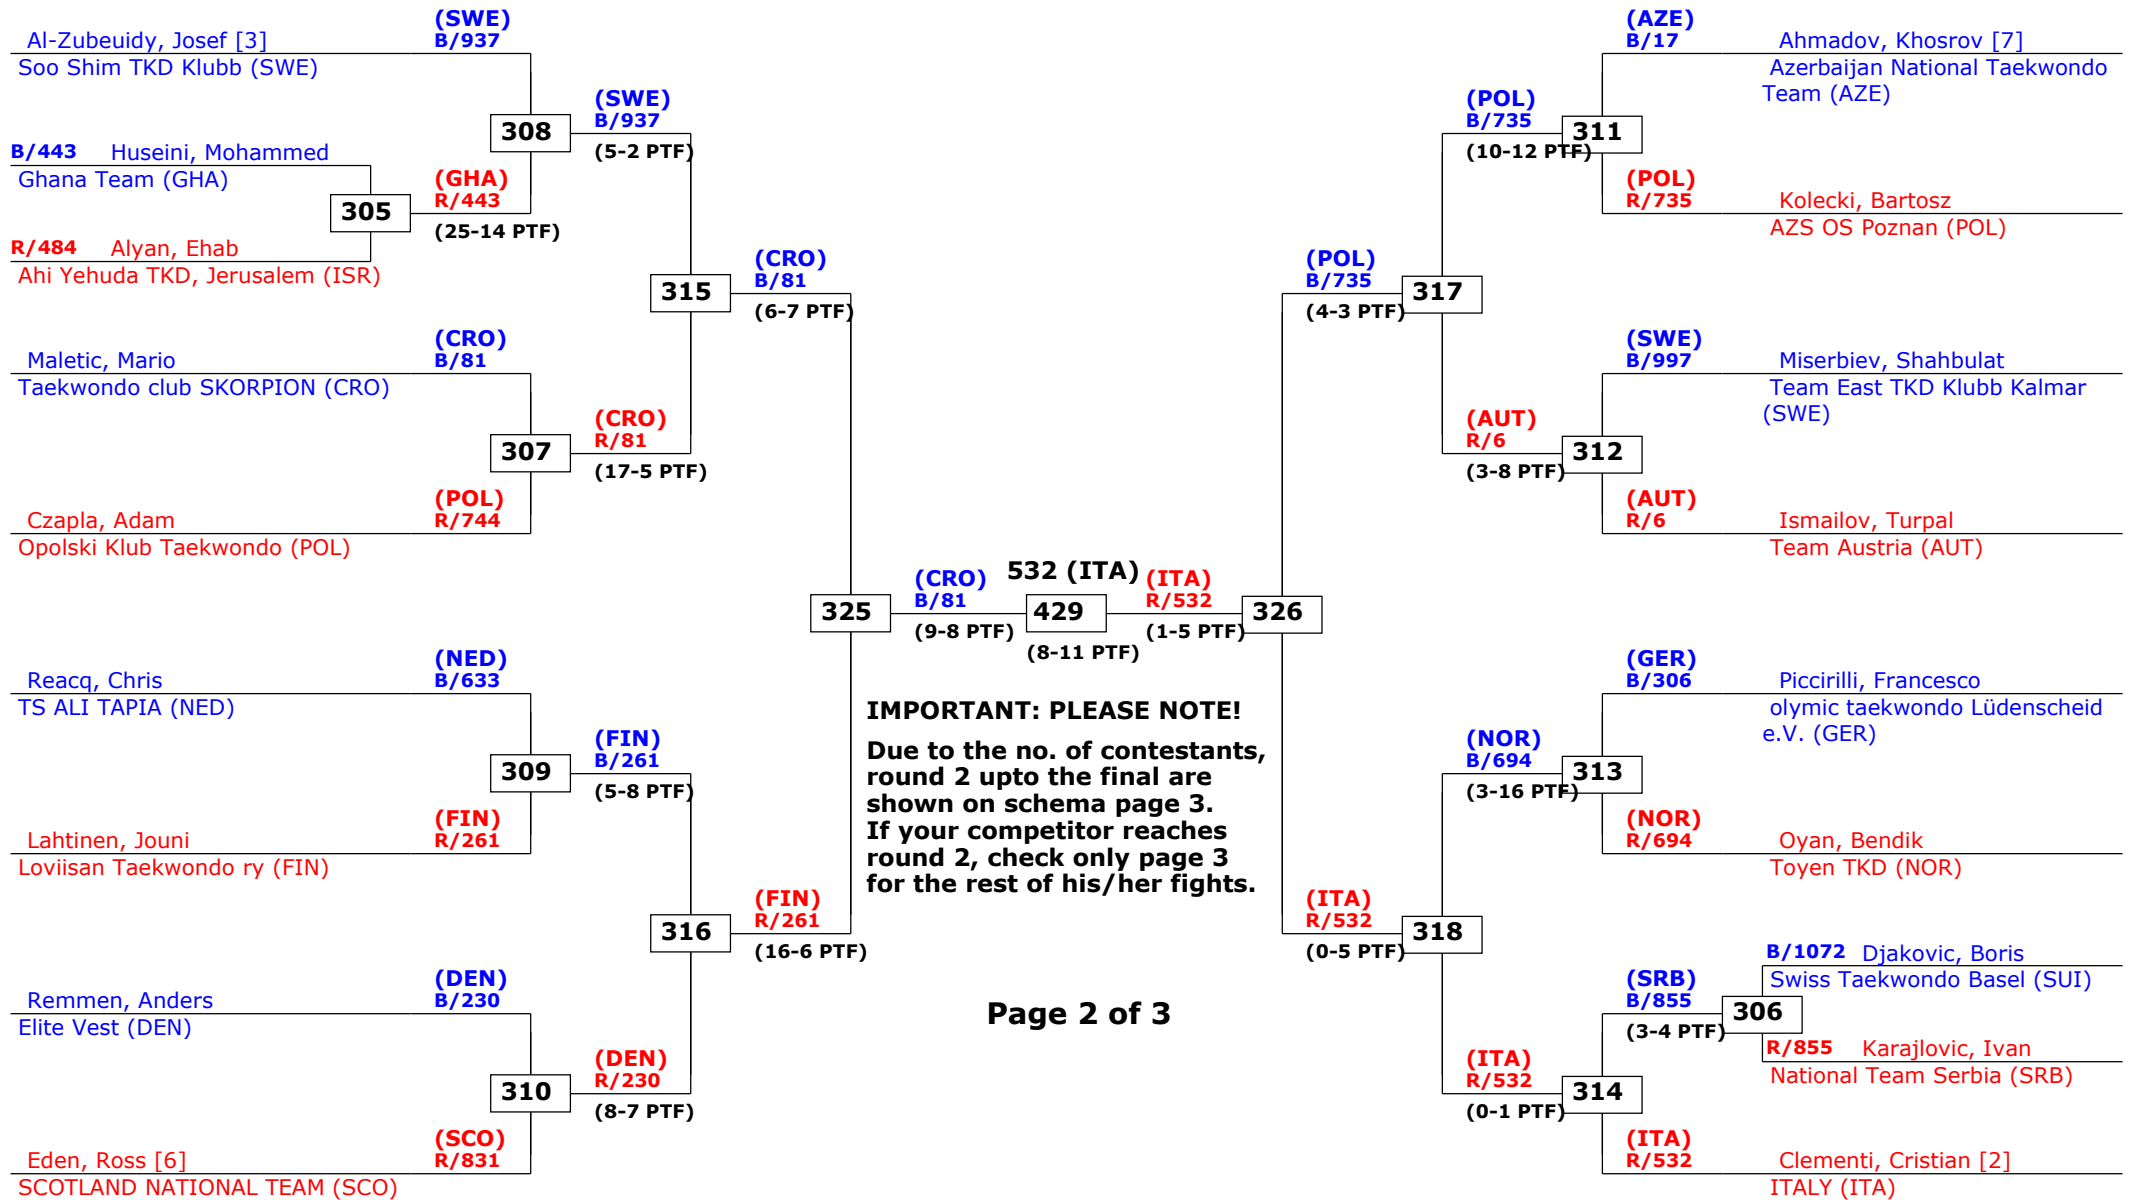 (SWE)
Al-Zubeuidy, Josef [3]
B/937
Soo Shim TKD Klubb (SWE)
(SWE)
B/937
308
(5-2 PTF)
B/443 Huseini, Mohammed
Ghana Team (GHA)
(GHA)
R/443
305
(25-14 PTF)
R/484 Alyan, Ehab
Ahi Yehuda TKD, Jerusalem (ISR)
(CRO)
B/81
315
(6-7 PTF)
(CRO)
Maletic, Mario
B/81
Taekwondo club SKORPION (CRO)
(CRO)
R/81
307
(17-5 PTF)
(POL)
Czapla, Adam
R/744
Opolski Klub Taekwondo (POL)
325
(CRO)
B/81
(9-8 PTF)
532 (ITA)
429
(8-11 PTF)
(ITA)
R/532
(1-5 PTF)
326
(NED)
Reacq, Chris
B/633
TS ALI TAPIA (NED)
(FIN)
B/261
309
(5-8 PTF)
(FIN)
Lahtinen, Jouni
R/261
Loviisan Taekwondo ry (FIN)
(FIN)
R/261
316
(16-6 PTF)
(DEN)
Remmen, Anders
B/230
Elite Vest (DEN)
(DEN)
R/230
310
(8-7 PTF)
(SCO)
Eden, Ross [6]
R/831
SCOTLAND NATIONAL TEAM (SCO)
IMPORTANT: PLEASE NOTE!
Due to the no. of contestants,
round 2 upto the final are
shown on schema page 3.
If your competitor reaches
round 2, check only page 3
for the rest of his/her fights.
Page 2 of 3
(AZE)
B/17
Ahmadov, Khosrov [7]
Azerbaijan National Taekwondo
Team (AZE)
(POL)
B/735
311
(10-12 PTF)
(POL)
R/735
Kolecki, Bartosz
AZS OS Poznan (POL)
(POL)
B/735
317
(4-3 PTF)
(SWE)
B/997
Miserbiev, Shahbulat
Team East TKD Klubb Kalmar
(SWE)
(AUT)
R/6
312
(3-8 PTF)
(AUT)
R/6
Ismailov, Turpal
Team Austria (AUT)
(GER)
B/306
Piccirilli, Francesco
olymic taekwondo Lüdenscheid
e.V. (GER)
(NOR)
B/694
313
(3-16 PTF)
(NOR)
R/694
Oyan, Bendik
Toyen TKD (NOR)
(ITA)
R/532
318
(0-5 PTF)
B/1072 Djakovic, Boris
Swiss Taekwondo Basel (SUI)
(SRB)
B/855
306
(3-4 PTF)
R/855 Karajlovic, Ivan
National Team Serbia (SRB)
(ITA)
R/532
314
(0-1 PTF)
(ITA)
R/532
Clementi, Cristian [2]
ITALY (ITA)